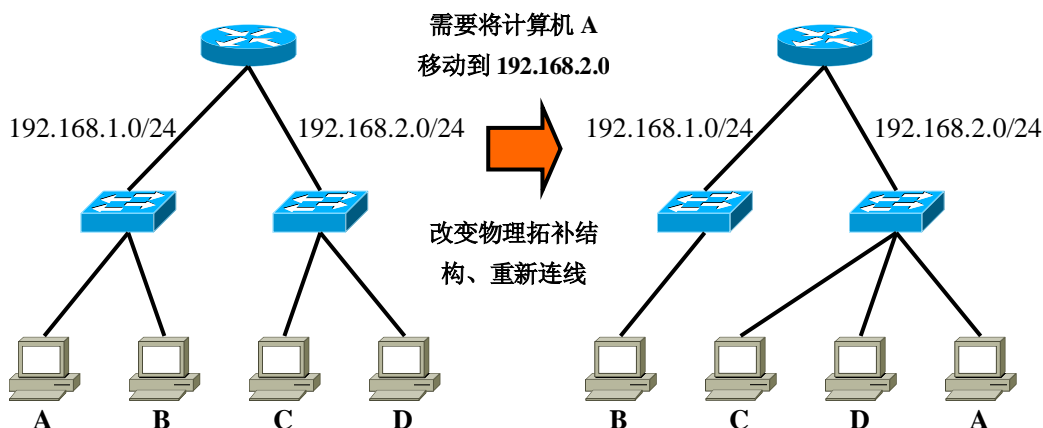 需要将计算机 A
移动到 192.168.2.0
192.168.1.0/24
192.168.2.0/24
192.168.1.0/24
192.168.2.0/24
改变物理拓补结
构、重新连线
A
B
C
D
B
C
D
A